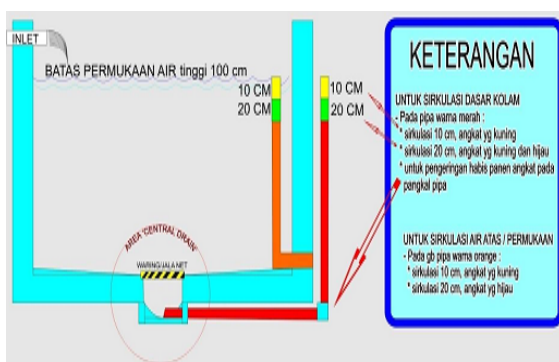 INLET
BATAS PERMUKAAN AIR tinggi 100 cm
10 CM
20 CM
10 CM
20 CM
AREA "CENTRAL DRAIN"
WARING/JALA NET
KETERANGAN
UNTUK SIRKULASI DASAR KOLAM
- Pada pipa warna merah :
* sirkulasi 10 cm, angkat yg kuning
* sirkulasi 20 cm, angkat yg kuning dan hijau
* untuk pengeringan habis panen angkat pada
pangkal pipa
UNTUK SIRKULASI AIR ATAS / PERMUKAAN
- Pada gb pipa warna orange :
* sirkulasi 10 cm, angkat yg kuning
* sirkulasi 20 cm, angkat yg hijau